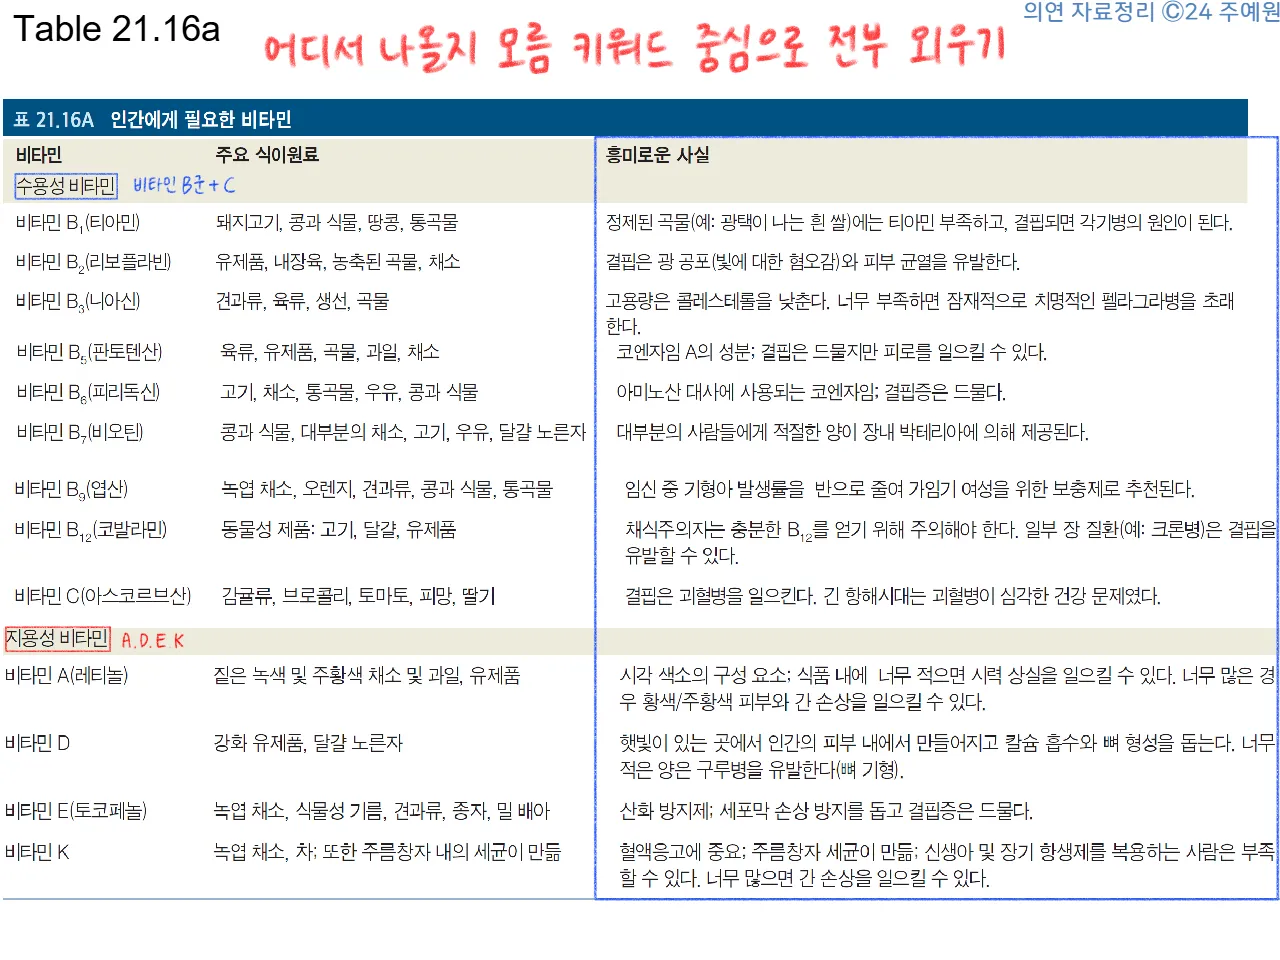 의연 자료정리 ©24 주예원
Table 21.16a
어디서 나올지 모름 키워드 중심으로 전부 외우기
표 21.16A 인간에게 필요한 비타민
비타민 주요 식이원료 흥미로운 사실
수용성 비타민 비타민 B군 + C
비타민 B1(티아민) 돼지고기, 콩과 식물, 땅콩, 통곡물 정제된 곡물(예: 광택이 나는 흰 쌀)에는 티아민 부족하고, 결핍되면 각기병의 원인이 된다.
비타민 B2(리보플라빈) 유제품, 내장육, 농축된 곡물, 채소 결핍은 광 공포(빛에 대한 혐오감)와 피부 균열을 유발한다.
비타민 B3(니아신) 견과류, 육류, 생선, 곡물 고용량은 콜레스테롤을 낮춘다. 너무 부족하면 잠재적으로 치명적인 펠라그라병을 초래
한다.
비타민 B5(판토텐산) 육류, 유제품, 곡물, 과일, 채소 코엔자임 A의 성분; 결핍은 드물지만 피로를 일으킬 수 있다.
비타민 B6(피리독신) 고기, 채소, 통곡물, 우유, 콩과 식물 아미노산 대사에 사용되는 코엔자임; 결핍증은 드물다.
비타민 B7(비오틴) 콩과 식물, 대부분의 채소, 고기, 우유, 달걀 노른자 대부분의 사람들에게 적절한 양이 장내 박테리아에 의해 제공된다.
비타민 B9(엽산) 녹엽 채소, 오렌지, 견과류, 콩과 식물, 통곡물 임신 중 기형아 발생률을 반으로 줄여 가임기 여성을 위한 보충제로 추천된다.
비타민 B12(코발라민) 동물성 제품: 고기, 달걀, 유제품 채식주의자는 충분한 B12를 얻기 위해 주의해야 한다. 일부 장 질환(예: 크론병)은 결핍을
유발할 수 있다.
비타민 C(아스코르브산) 감귤류, 브로콜리, 토마토, 피망, 딸기 결핍은 괴혈병을 일으킨다. 긴 항해시대는 괴혈병이 심각한 건강 문제였다.
지용성 비타민 A.D.E.K
비타민 A(레티놀) 짙은 녹색 및 주황색 채소 및 과일, 유제품 시각 색소의 구성 요소; 식품 내에 너무 적으면 시력 상실을 일으킬 수 있다. 너무 많은 경
우 황색/주황색 피부와 간 손상을 일으킬 수 있다.
비타민 D 강화 유제품, 달걀 노른자 햇빛이 있는 곳에서 인간의 피부 내에서 만들어지고 칼슘 흡수와 뼈 형성을 돕는다. 너무
적은 양은 구루병을 유발한다(뼈 기형).
비타민 E(토코페놀) 녹엽 채소, 식물성 기름, 견과류, 종자, 밀 배아 산화 방지제; 세포막 손상 방지를 돕고 결핍증은 드물다.
비타민 K 녹엽 채소, 차; 또한 주름창자 내의 세균이 만듦 혈액응고에 중요; 주름창자 세균이 만듦; 신생아 및 장기 항생제를 복용하는 사람은 부족
할 수 있다. 너무 많으면 간 손상을 일으킬 수 있다.